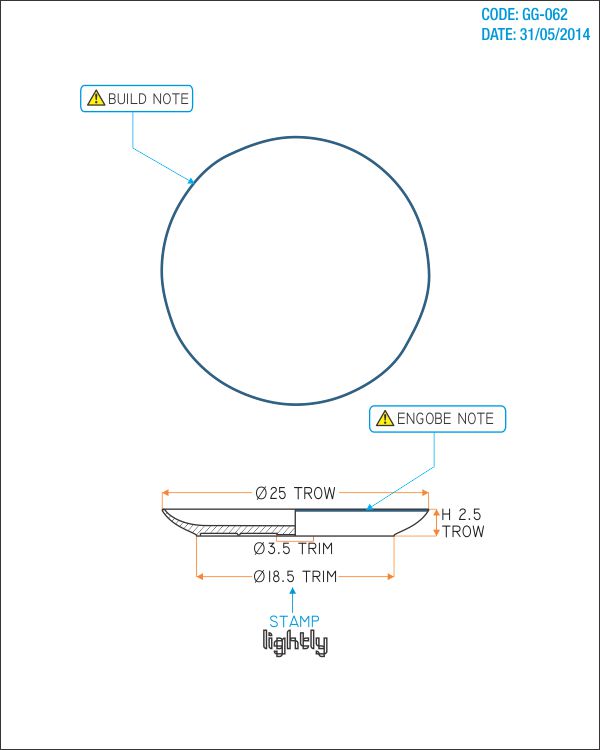 CODE: GG-062
DATE: 31/05/2014
BUILD NOTE
ENGOBE NOTE
Ø25 TROW
H 2.5
TROW
Ø3.5 TRIM
Ø18.5 TRIM
STAMP
lightly